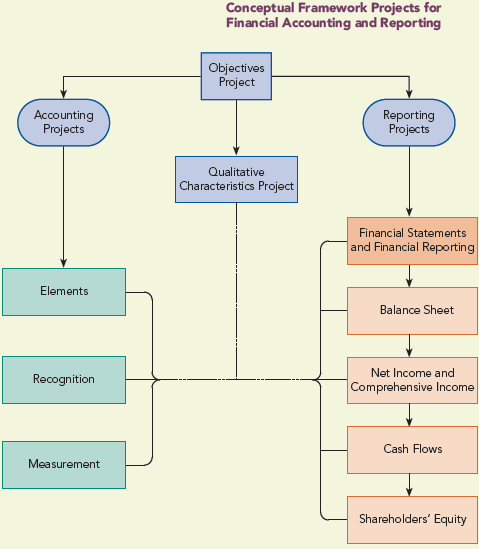 Conceptual Framework Projects for
Financial Accounting and Reporting
Objectives
Project
Accounting
Projects
Reporting
Projects
Qualitative
Characteristics Project
Financial Statements
and Financial Reporting
Elements
Balance Sheet
Recognition
Net Income and
Comprehensive Income
Cash Flows
Measurement
Shareholders' Equity